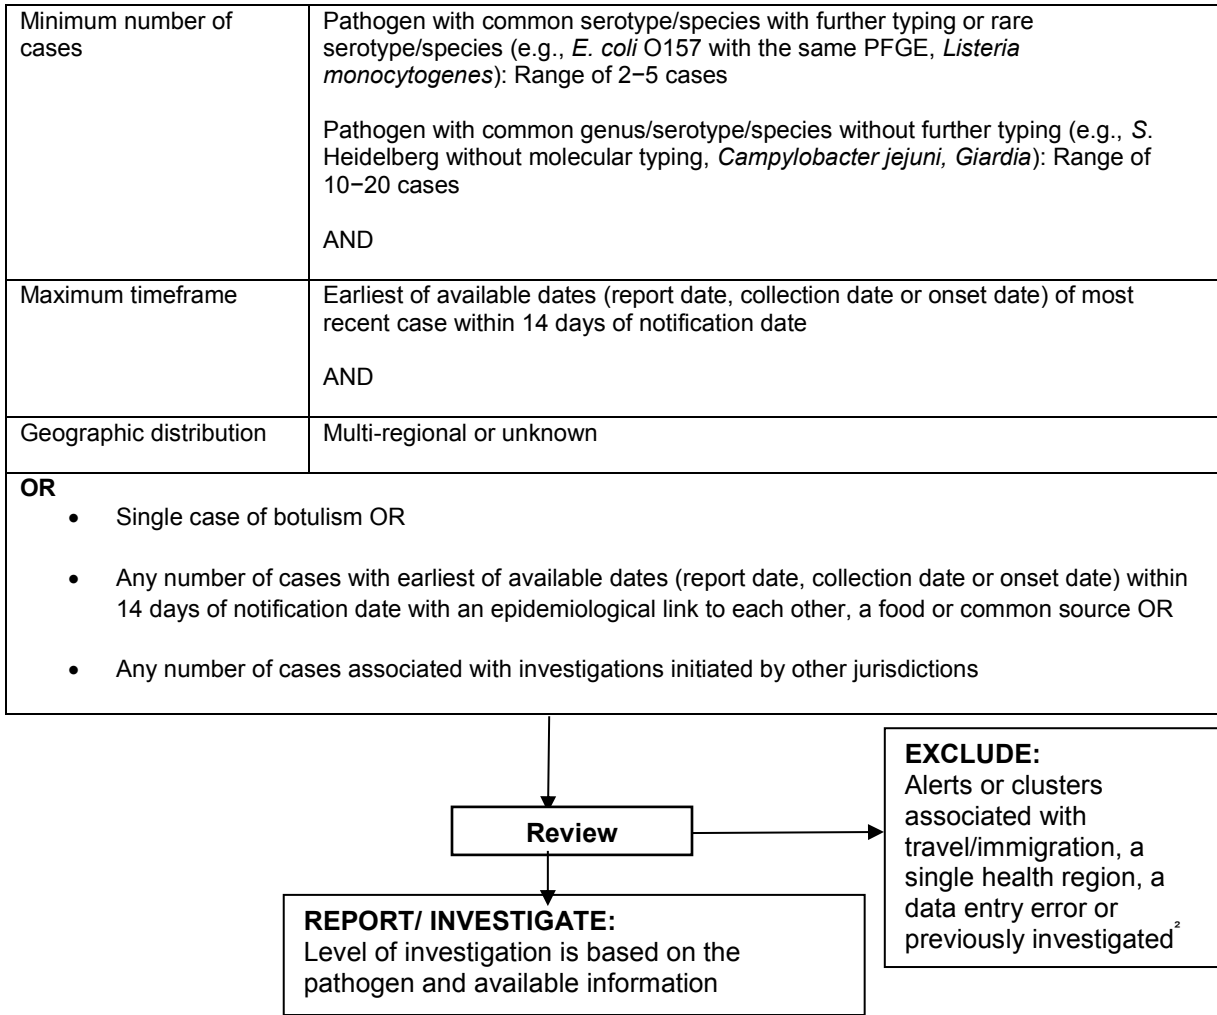 Minimum number of
cases
Pathogen with common serotype/species with further typing or rare
serotype/species (e.g., E. coli O157 with the same PFGE, Listeria
monocytogenes): Range of 2−5 cases
Pathogen with common genus/serotype/species without further typing (e.g., S.
Heidelberg without molecular typing, Campylobacter jejuni, Giardia): Range of
10−20 cases
AND
Maximum timeframe
Earliest of available dates (report date, collection date or onset date) of most
recent case within 14 days of notification date
AND
Geographic distribution
Multi-regional or unknown
OR
• Single case of botulism OR
• Any number of cases with earliest of available dates (report date, collection date or onset date) within
14 days of notification date with an epidemiological link to each other, a food or common source OR
• Any number of cases associated with investigations initiated by other jurisdictions
Review
EXCLUDE:
Alerts or clusters
associated with
travel/immigration, a
single health region, a
data entry error or
previously investigated²
REPORT/ INVESTIGATE:
Level of investigation is based on the
pathogen and available information